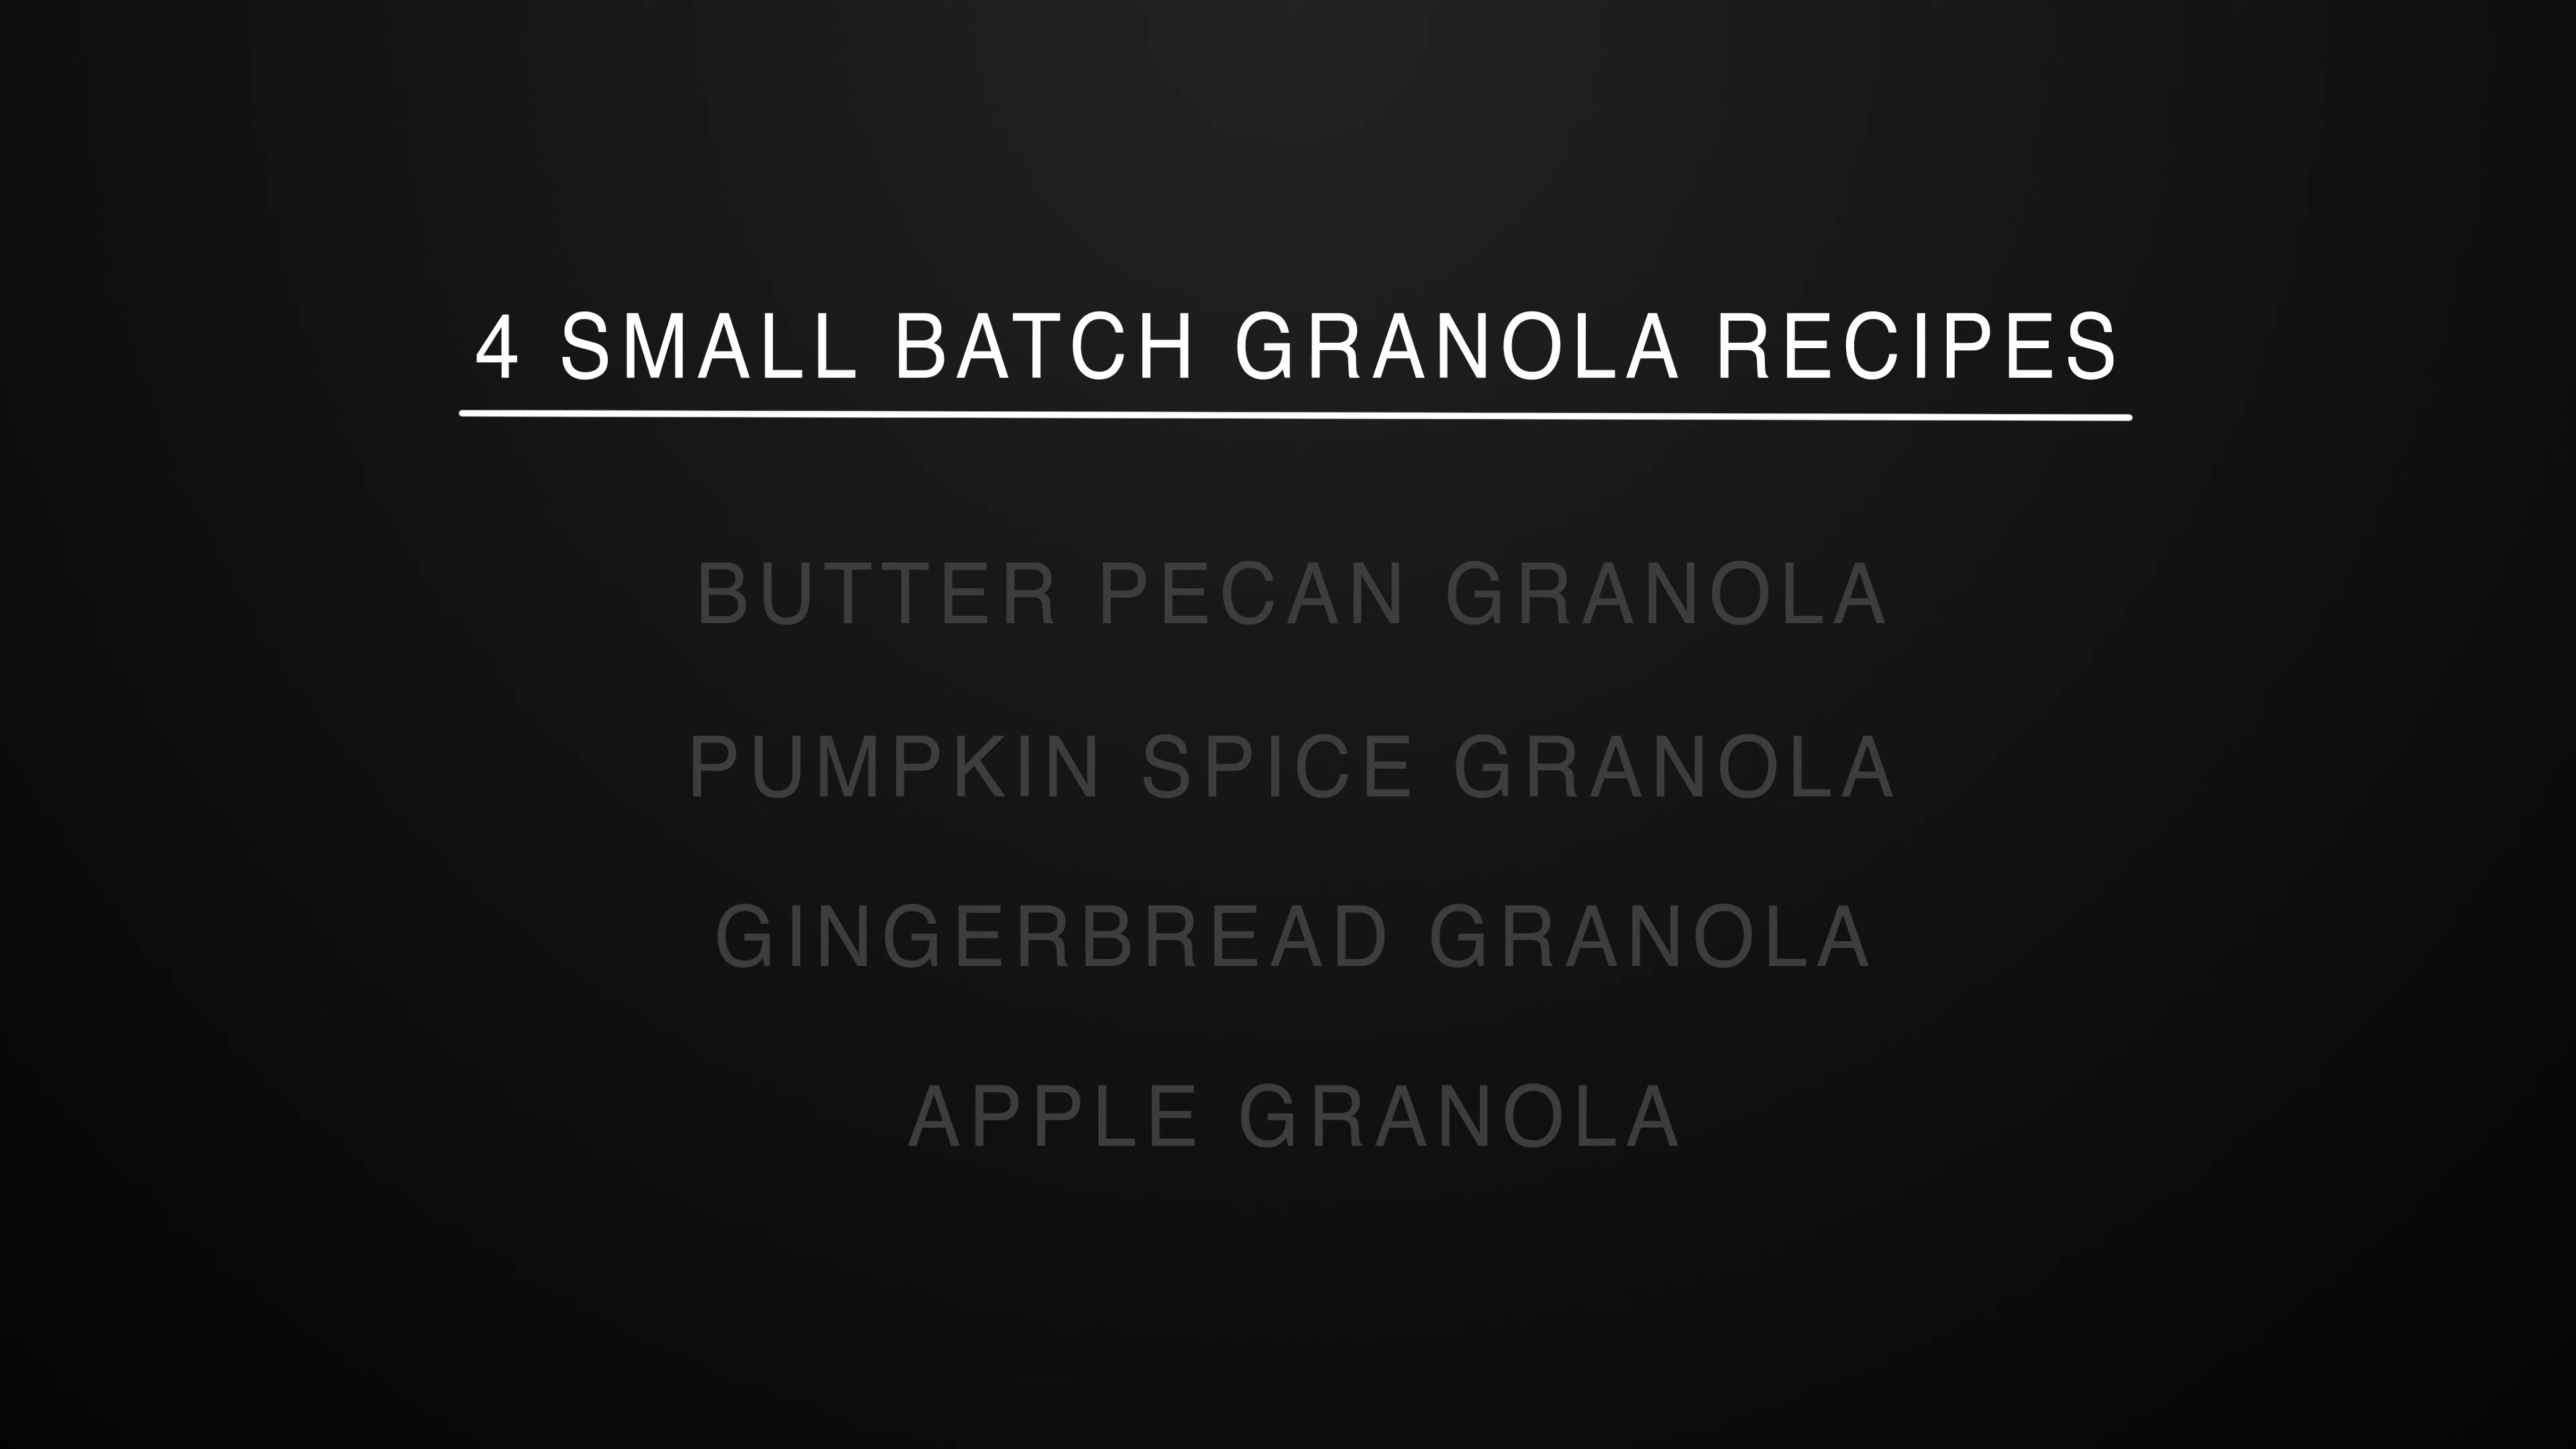 4 SMALL BATCH GRANOLA RECIPES
BUTTER PECAN GRANOLA
PUMPKIN SPICE GRANOLA
GINGERBREAD GRANOLA
APPLE GRANOLA